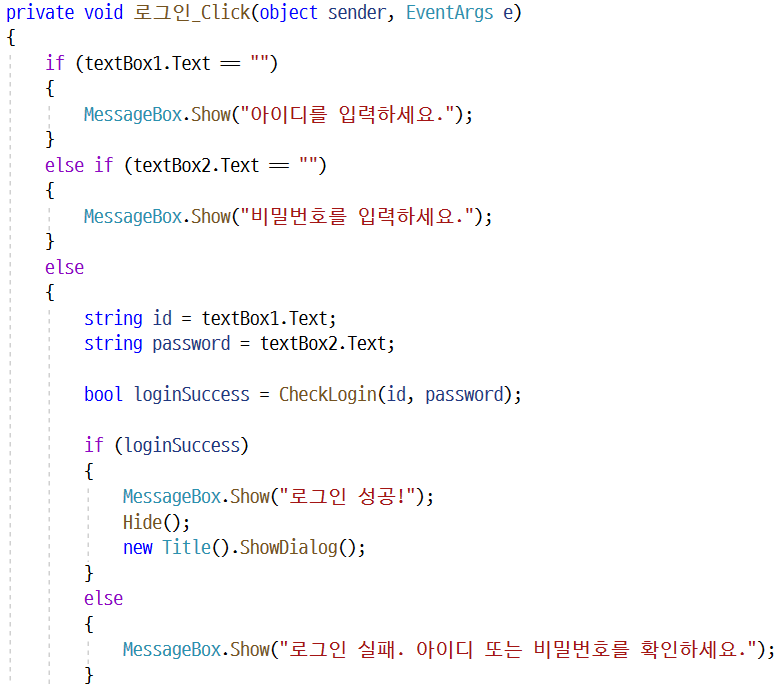 private void 로그인_Click(object sender, EventArgs e)
{
    if (textBox1.Text == "")
    {
        MessageBox.Show("아이디를 입력하세요.");
    }
    else if (textBox2.Text == "")
    {
        MessageBox.Show("비밀번호를 입력하세요.");
    }
    else
    {
        string id = textBox1.Text;
        string password = textBox2.Text;

        bool loginSuccess = CheckLogin(id, password);

        if (loginSuccess)
        {
            MessageBox.Show("로그인 성공!");
            Hide();
            new Title().ShowDialog();
        }
        else
        {
            MessageBox.Show("로그인 실패. 아이디 또는 비밀번호를 확인하세요.");
        }